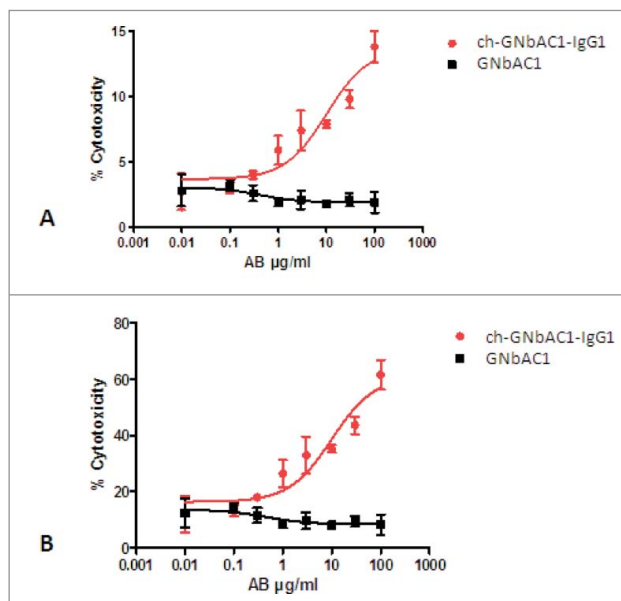 ch-GNbAC1-IgG1
GNbAC1
15
10
5
0
% Cytotoxicity
0.001 0.01 0.1 1 10 100 1000
AB µg/ml
A
ch-GNbAC1-IgG1
GNbAC1
80
60
40
20
0
% Cytotoxicity
0.001 0.01 0.1 1 10 100 1000
AB µg/ml
B